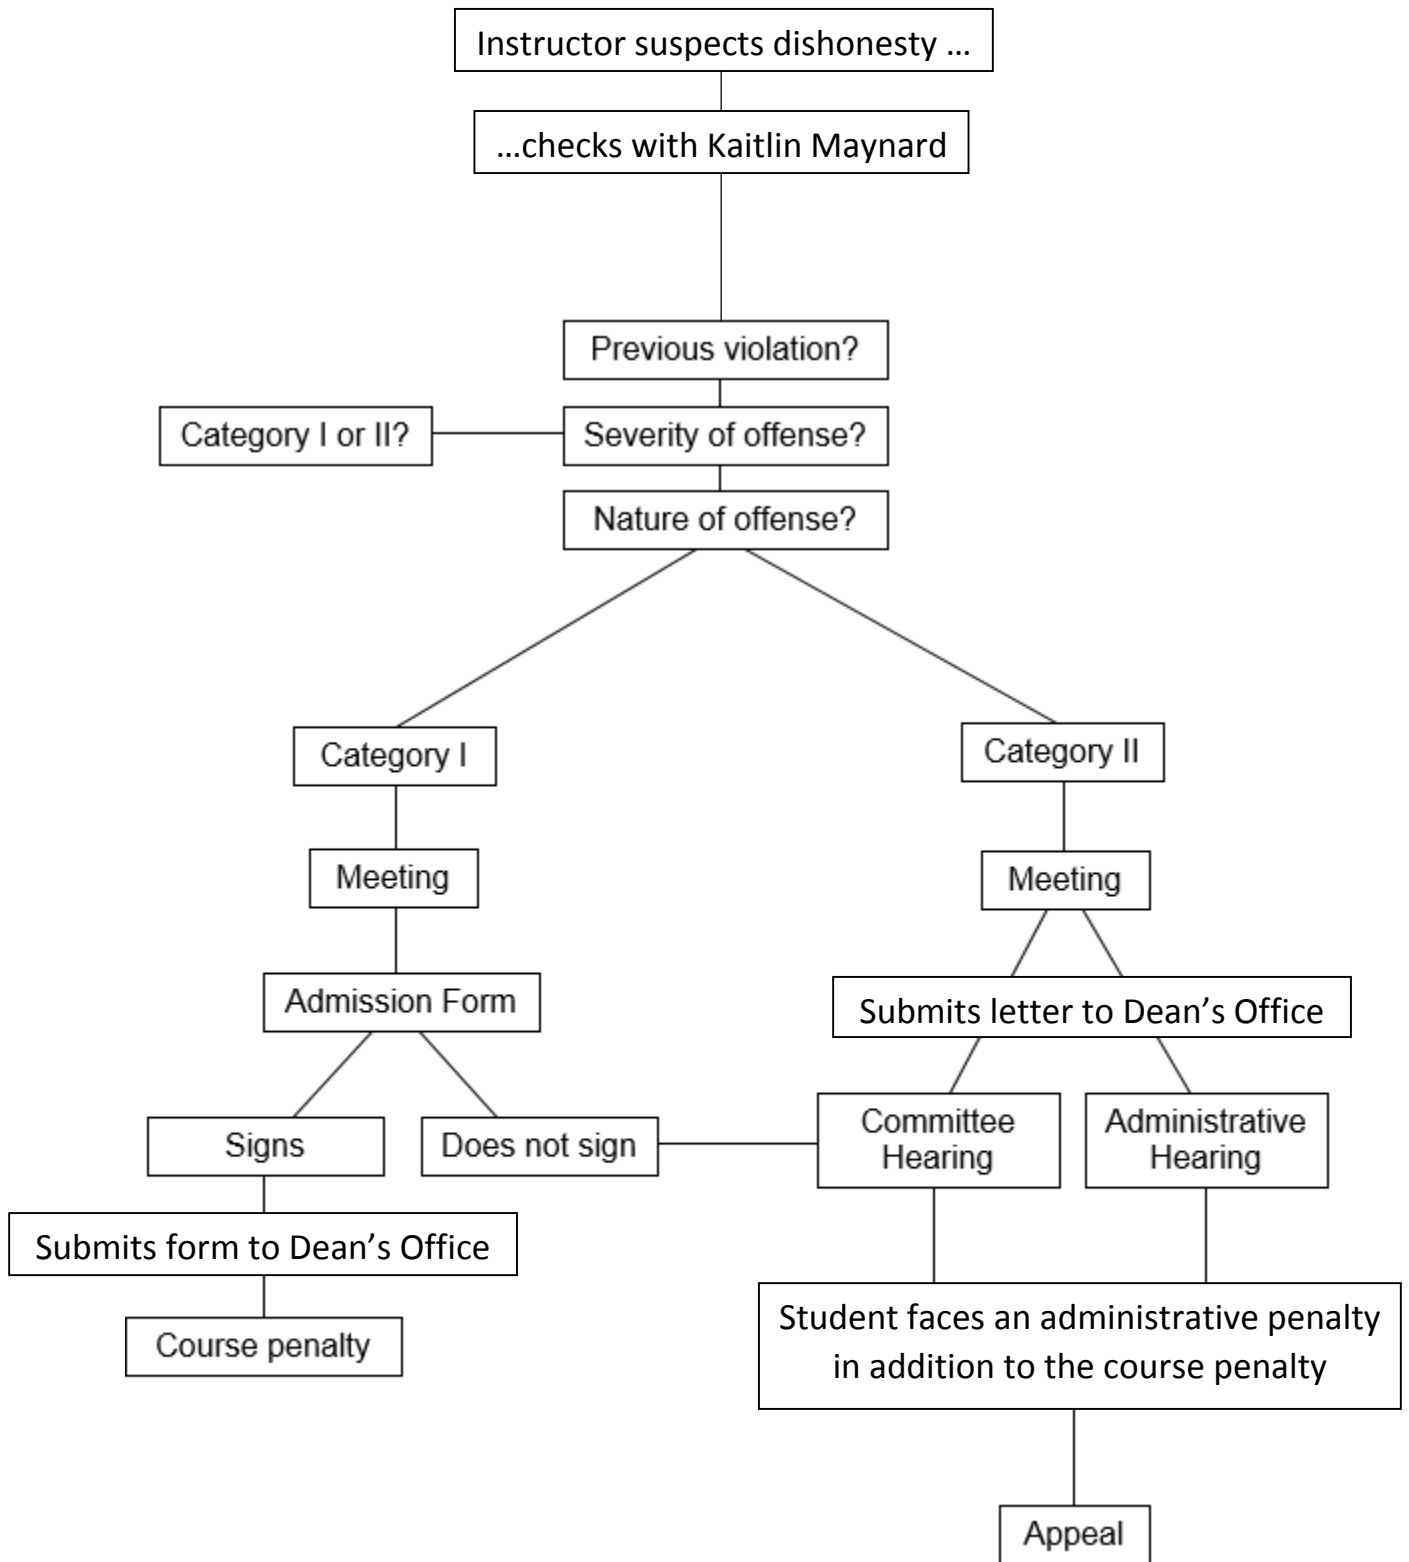 Instructor suspects dishonesty …
…checks with Kaitlin Maynard
Previous violation?
Category I or II?
Severity of offense?
Nature of offense?
Category I
Category II
Meeting
Meeting
Admission Form
Submits letter to Dean’s Office
Signs
Does not sign
Committee
Hearing
Administrative
Hearing
Submits form to Dean’s Office
Course penalty
Student faces an administrative penalty
in addition to the course penalty
Appeal